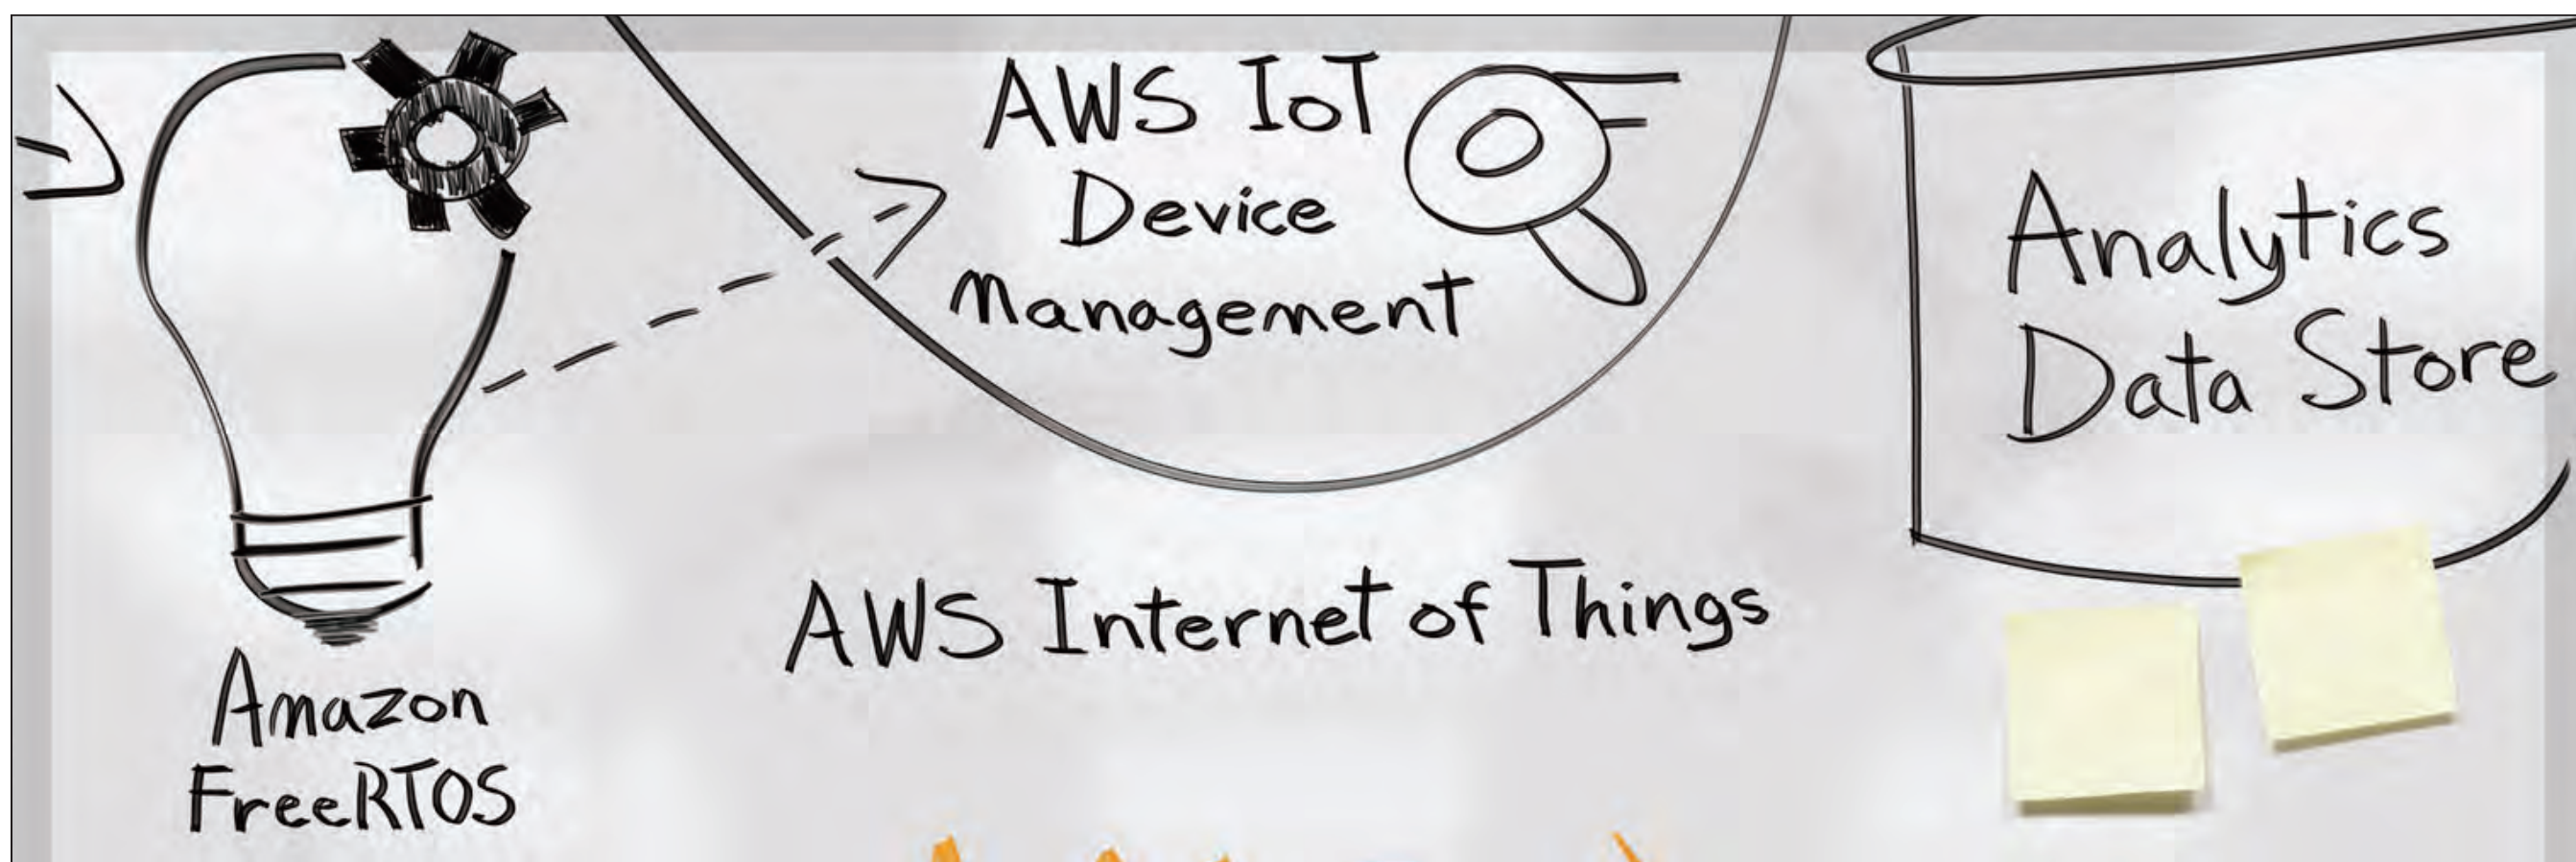 AWS IoT
Device
Management
Analytics
Data Store
AWS Internet of Things
Amazon
FreeRTOS